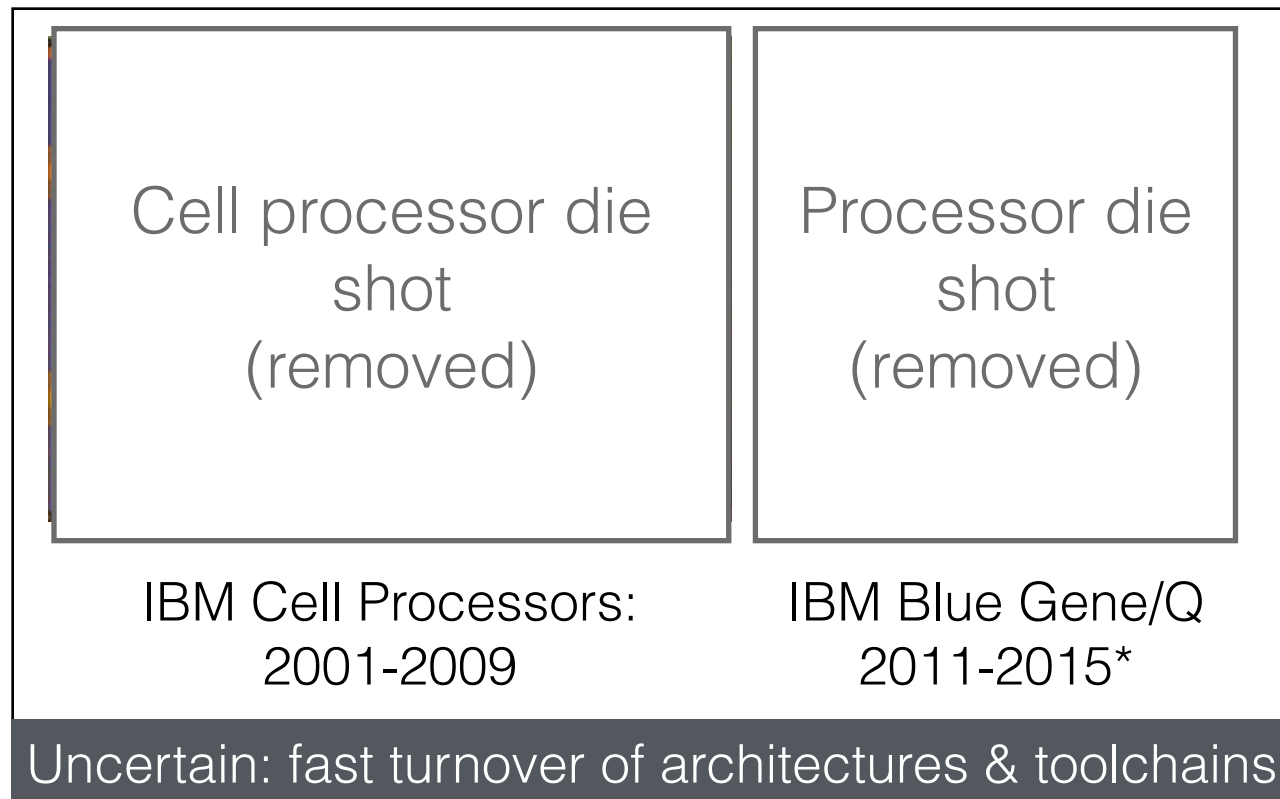 Cell processor die
shot
(removed)
Processor die
shot
(removed)
IBM Cell Processors:
2001-2009
IBM Blue Gene/Q
2011-2015*
Uncertain: fast turnover of architectures & toolchains